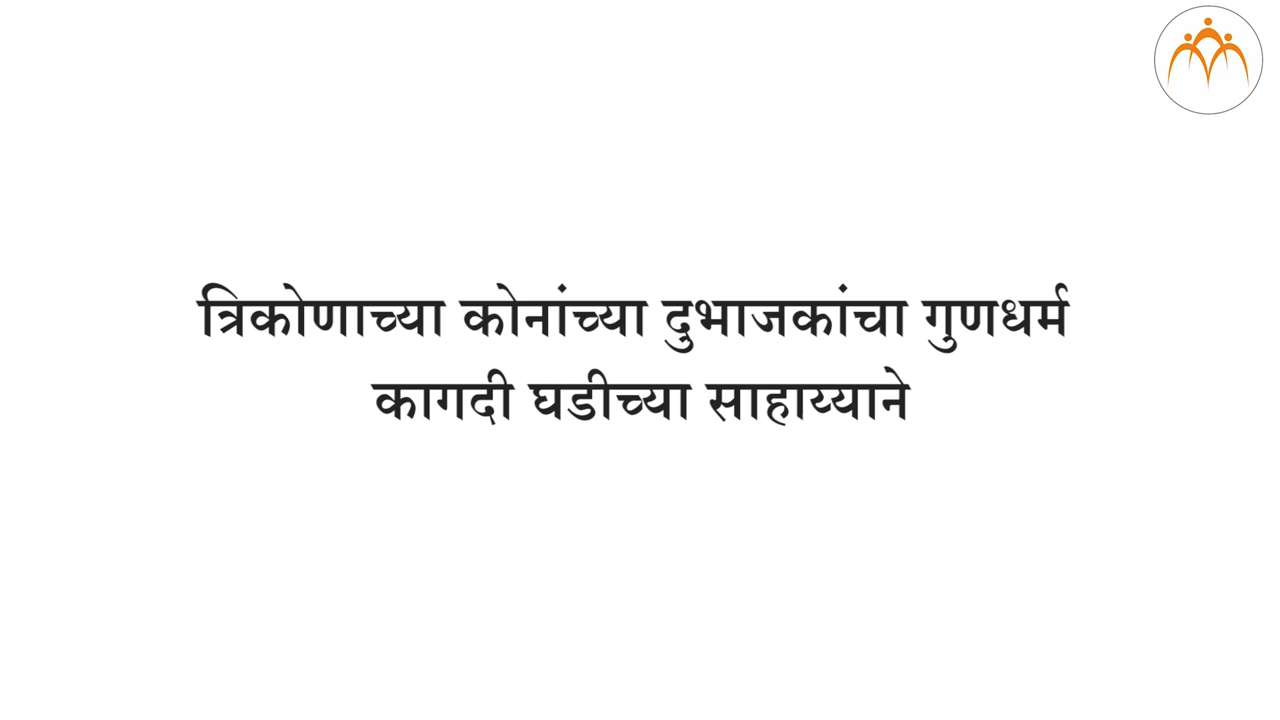 त्रिकोणाच्या कोनांच्या दुभाजकांचा गुणधर्म
कागदी घडीच्या साहाय्याने